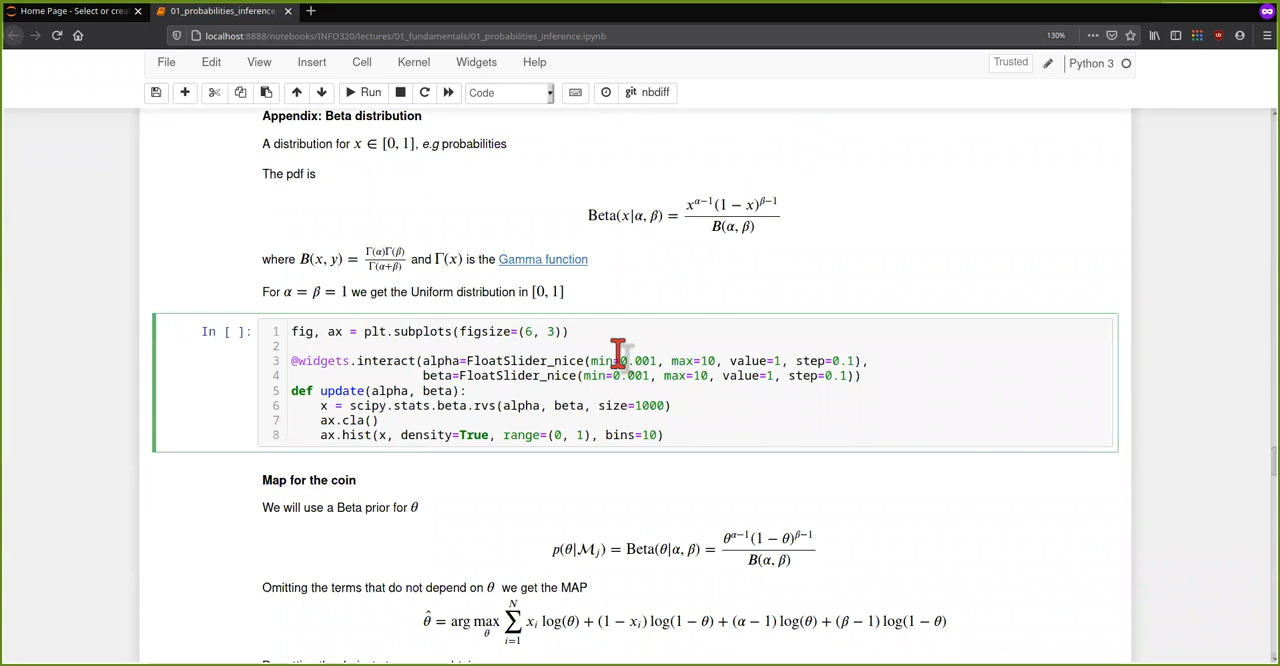 Home Page - Select or crea
01_probabilities_inference
localhost:8888/notebooks/INFO320/lectures/01_fundamentals/01_probabilities_inference.ipynb
130%
File Edit View Insert Cell Kernel Widgets Help
Trusted
Python 3
Run
Code
git nbdiff
Appendix: Beta distribution
A distribution for x ∈ [0, 1], e.g probabilities
The pdf is
Beta(x|α, β) = x^{α−1}(1 − x)^{β−1} / B(α, β)
where B(x, y) = Γ(α)Γ(β) / Γ(α+β) and Γ(x) is the Gamma function
For α = β = 1 we get the Uniform distribution in [0, 1]
In [ ]:
1 fig, ax = plt.subplots(figsize=(6, 3))
2
3 @widgets.interact(alpha=FloatSlider_nice(min=0.001, max=10, value=1, step=0.1),
4 beta=FloatSlider_nice(min=0.001, max=10, value=1, step=0.1))
5 def update(alpha, beta):
6 x = scipy.stats.beta.rvs(alpha, beta, size=1000)
7 ax.cla()
8 ax.hist(x, density=True, range=(0, 1), bins=10)
Map for the coin
We will use a Beta prior for θ
p(θ|ℳ_j) = Beta(θ|α, β) = θ^{α−1}(1 − θ)^{β−1} / B(α, β)
Omitting the terms that do not depend on θ we get the MAP
θ̂ = arg max_θ ∑_{i=1}^{N} x_i log(θ) + (1 − x_i) log(1 − θ) + (α − 1) log(θ) + (β − 1) log(1 − θ)